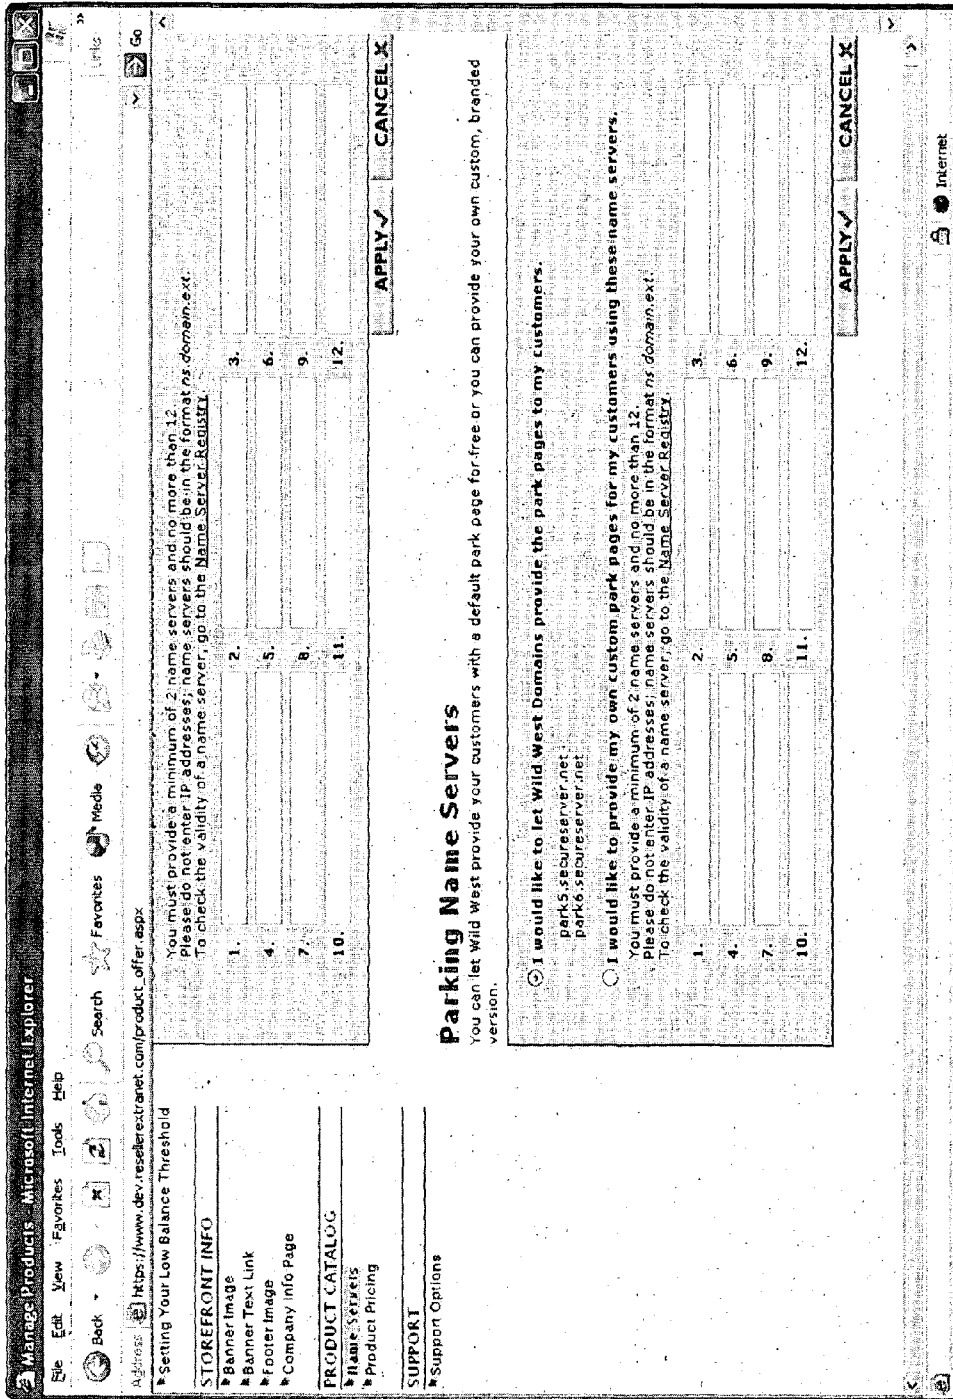 Manage Products - Microsoft Internet Explorer
File Edit View Favorites Tools Help
Back Search Favorites Media
Address https://www.dev.resellerextranet.com/product_offer.aspx Go Links
Setting Your Low Balance Threshold
STOREFRONT INFO
Banner Image
Banner Text Link
Footer Image
Company Info Page
PRODUCT CATALOG
Name Servers
Product Pricing
SUPPORT
Support Options
You must provide a minimum of 2 name servers and no more than 12.
Please do not enter IP addresses; name servers should be in the format ns.domain.ext.
To check the validity of a name server, go to the Name Server Registry.
1. 2. 3.
4. 5. 6.
7. 8. 9.
10. 11. 12.
APPLY CANCEL X
Parking Name Servers
You can let Wild West provide your customers with a default park page for free or you can provide your own custom, branded
version.
I would like to let Wild West Domains provide the park pages to my customers.
park5.secureserver.net
park6.secureserver.net
I would like to provide my own custom park pages for my customers using these name servers.
You must provide a minimum of 2 name servers and no more than 12.
Please do not enter IP addresses; name servers should be in the format ns.domain.ext.
To check the validity of a name server, go to the Name Server Registry.
1. 2. 3.
4. 5. 6.
7. 8. 9.
10. 11. 12.
APPLY CANCEL X
Internet